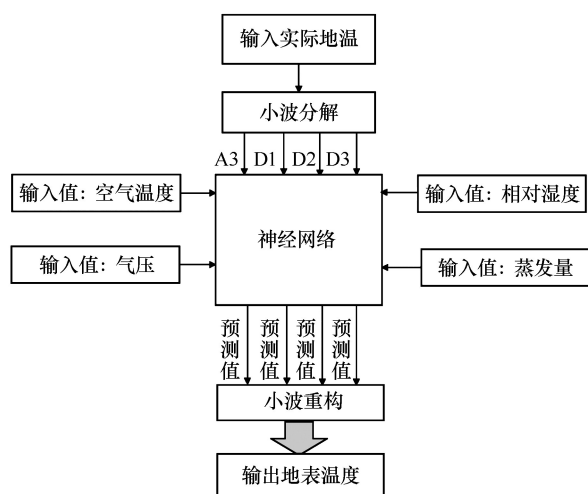 输入实际地温
小波分解
A3 D1 D2 D3
输入值：空气温度
输入值：相对湿度
神经网络
输入值：气压
输入值：蒸发量
预测值 预测值 预测值 预测值
小波重构
输出地表温度